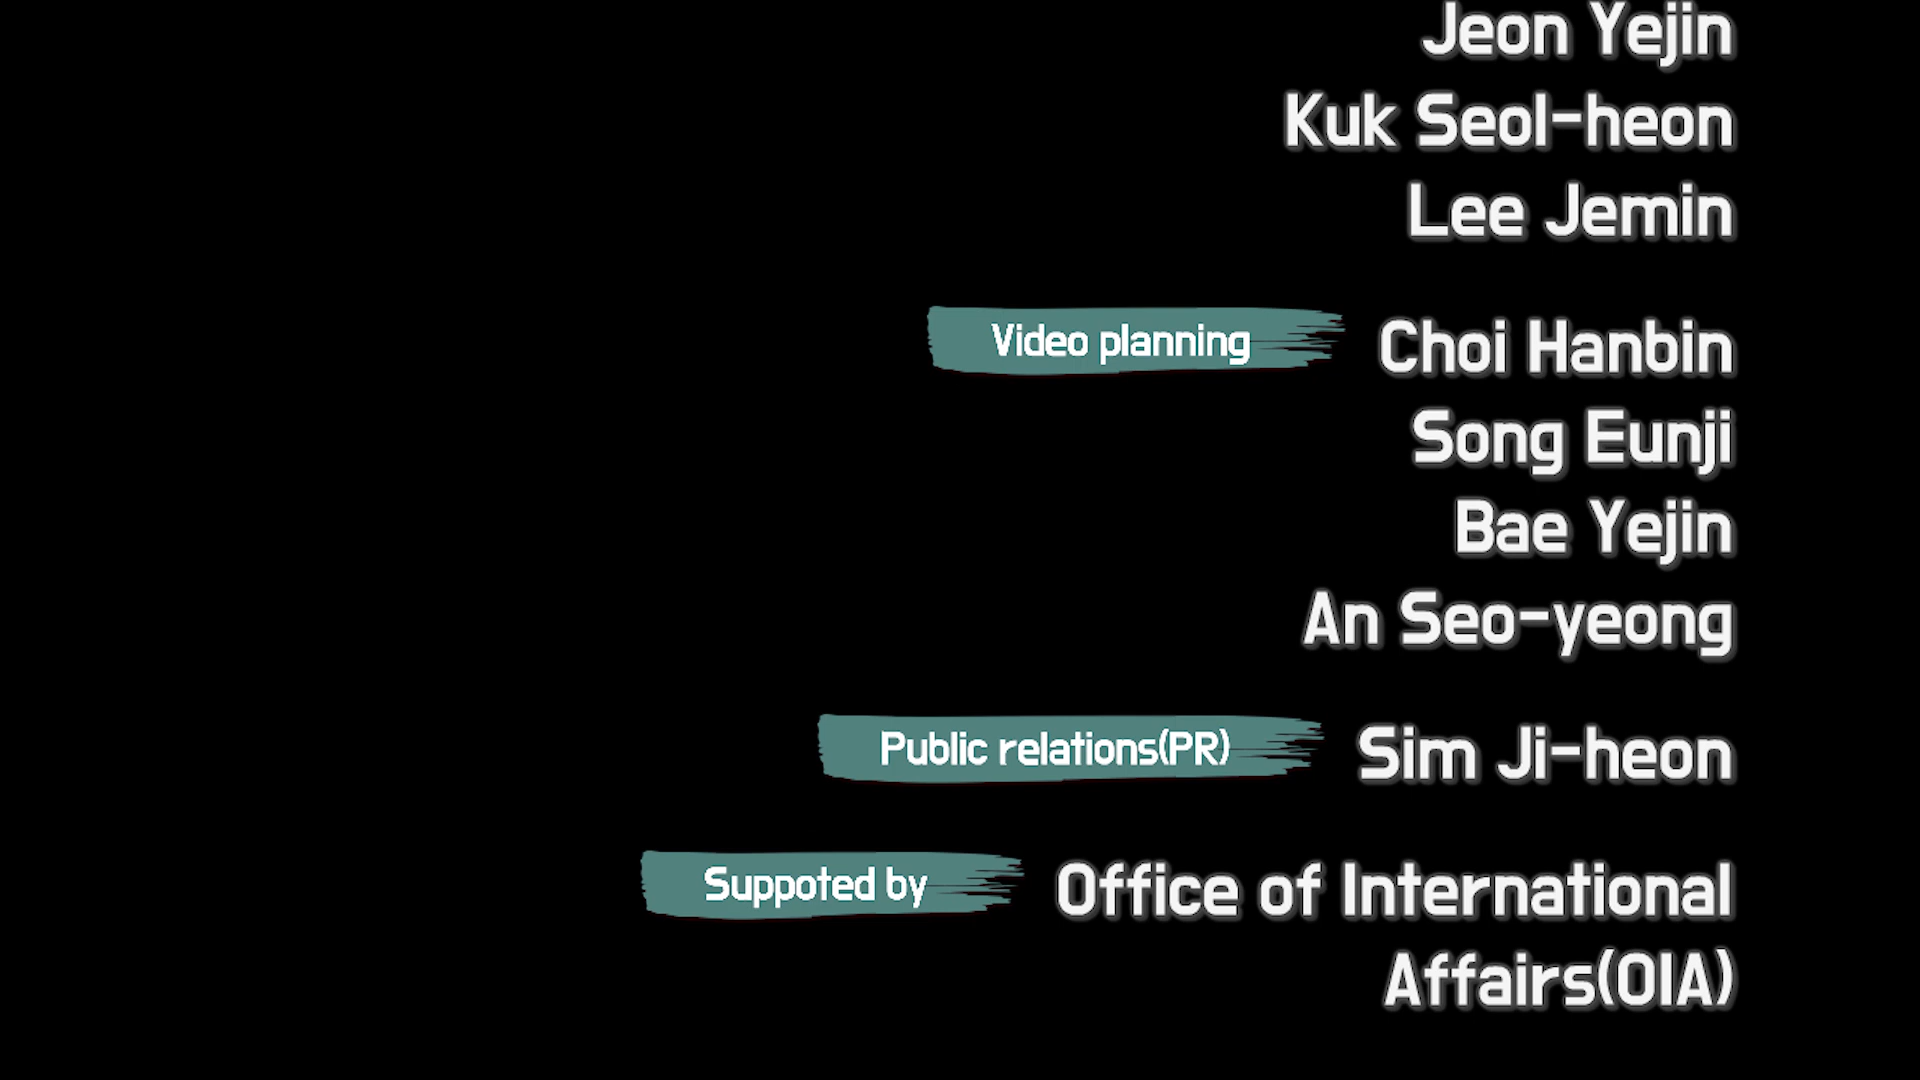 Jeon Yejin
Kuk Seol-heon
Lee Jemin
Video planning Choi Hanbin
Song Eunji
Bae Yejin
An Seo-yeong
Public relations(PR) Sim Ji-heon
Suppoted by Office of International
Affairs(OIA)